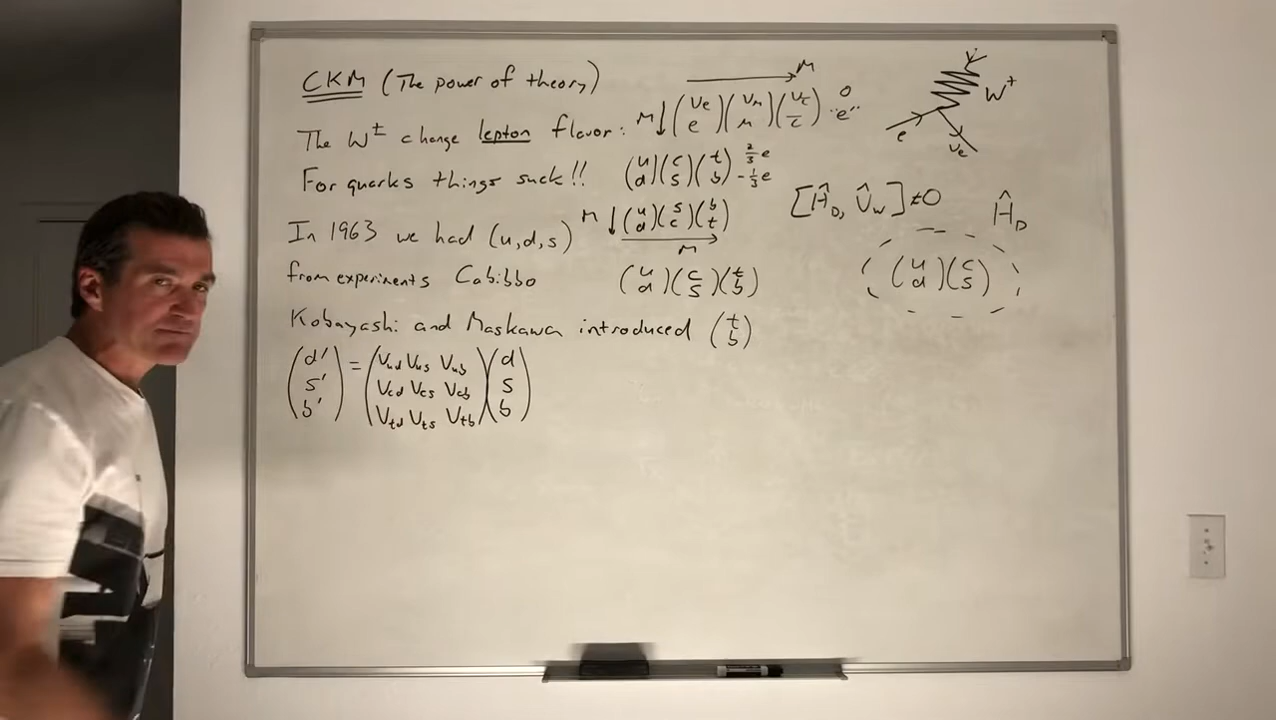 CKM (The power of theory)
M
The W± change lepton flavor: M↓ (νe e)(νμ μ)(ντ τ) 0 "e"
e νe W+
For quarks things suck!! (u d)(c s)(t b) 2/3 e -1/3 e
In 1963 we had (u,d,s) M↓ (u d)(s c)(b t)
M
[Ĥ_D, Û_W] ≠ 0 Ĥ_D
from experiments Cabibbo (u d)(c s)(t b)
(u d)(c s)
Kobayashi and Maskawa introduced (t b)
(d' s' b') = (Vud Vus Vub
Vcd Vcs Vcb
Vtd Vts Vtb)(d s b)